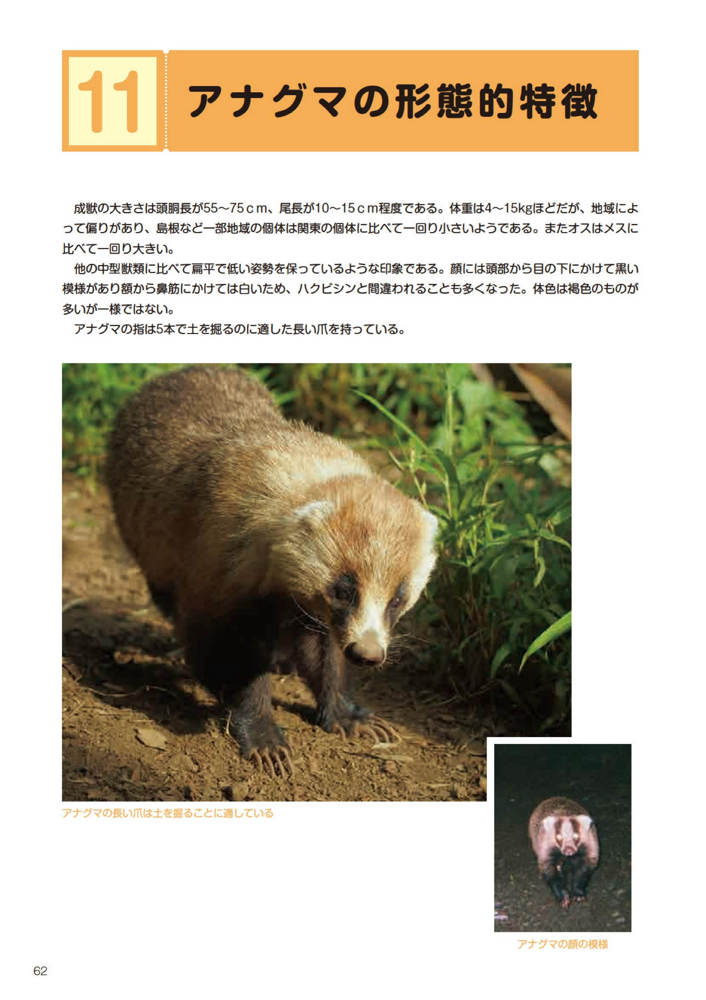 11
アナグマの形態的特徴
成獣の大きさは頭胴長が55〜75ｃｍ、尾長が10〜15ｃｍ程度である。体重は4〜15kgほどだが、地域によ
って偏りがあり、島根など一部地域の個体は関東の個体に比べて一回り小さいようである。またオスはメスに
比べて一回り大きい。
他の中型獣類に比べて扁平で低い姿勢を保っているような印象である。顔には頭部から目の下にかけて黒い
模様があり額から鼻筋にかけては白いため、ハクビシンと間違われることも多くなった。体色は褐色のものが
多いが一様ではない。
アナグマの指は5本で土を掘るのに適した長い爪を持っている。
アナグマの長い爪は土を掘ることに適している
アナグマの顔の模様
62